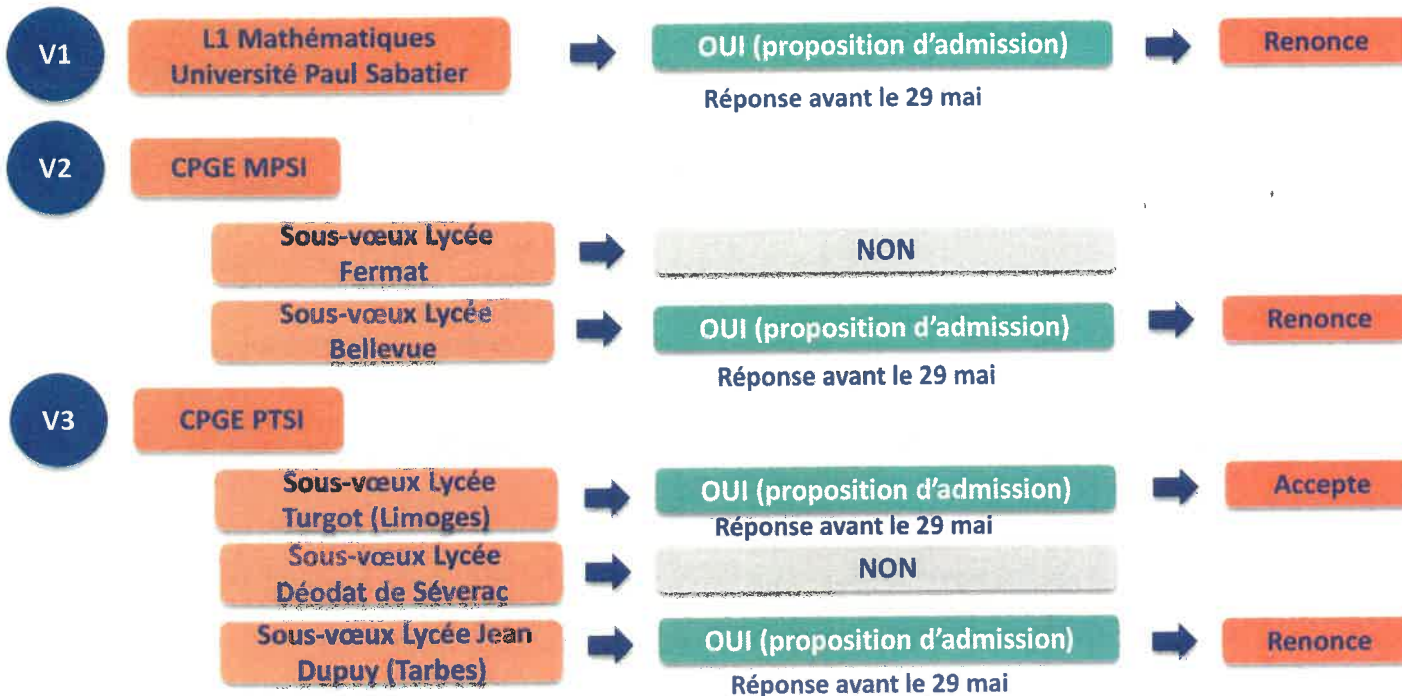 V1
L1 Mathématiques
Université Paul Sabatier
OUI (proposition d'admission)
Renonce
Réponse avant le 29 mai
V2
CPGE MPSI
Sous-vœux Lycée
Fermat
NON
Sous-vœux Lycée
Bellevue
OUI (proposition d'admission)
Renonce
Réponse avant le 29 mai
V3
CPGE PTSI
Sous-vœux Lycée
Turgot (Limoges)
OUI (proposition d'admission)
Accepte
Réponse avant le 29 mai
Sous-vœux Lycée
Déodat de Séverac
NON
Sous-vœux Lycée Jean
Dupuy (Tarbes)
OUI (proposition d'admission)
Renonce
Réponse avant le 29 mai